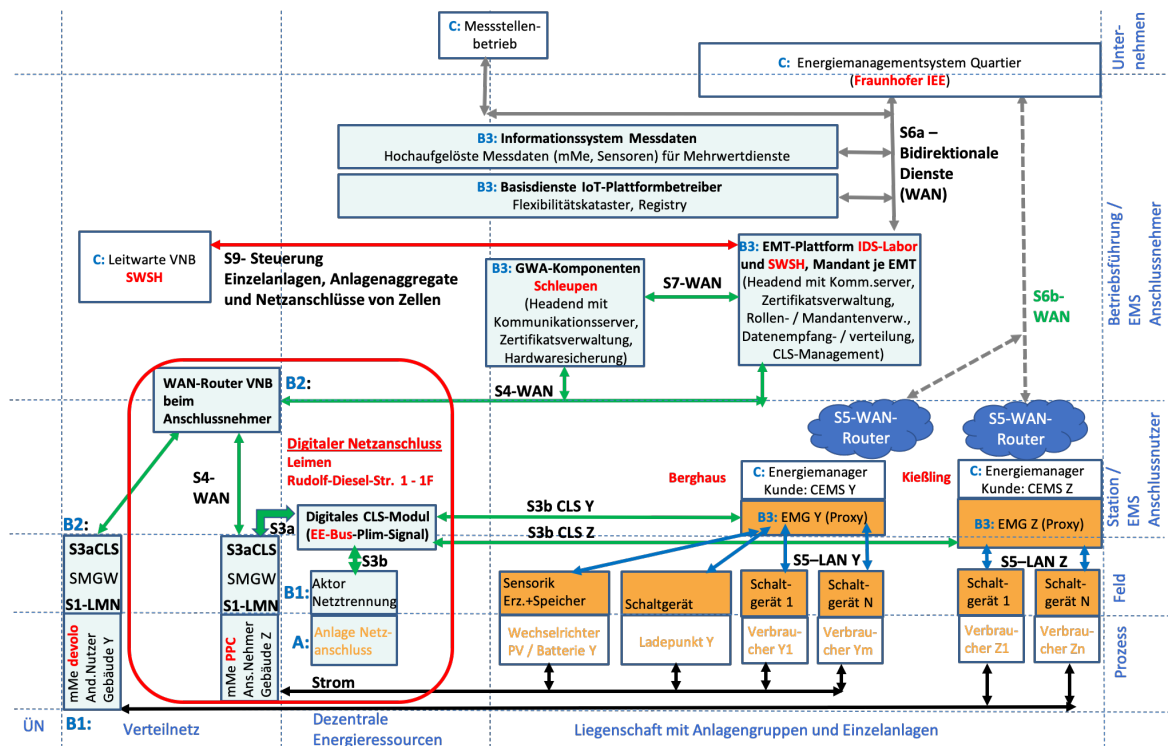 C: Messstellen-
betrieb
C: Energiemanagementsystem Quartier
(Fraunhofer IEE)
Unter-
nehmen
B3: Informationssystem Messdaten
Hochaufgelöste Messdaten (mMe, Sensoren) für Mehrwertdienste
B3: Basisdienste IoT-Plattformbetreiber
Flexibilitätskataster, Registry
S6a –
Bidirektionale
Dienste
(WAN)
C: Leitwarte VNB
SWSH
S9- Steuerung
Einzelanlagen, Anlagenaggregate
und Netzanschlüsse von Zellen
B3: GWA-Komponenten
Schleupen
(Headend mit
Kommunikationsserver,
Zertifikatsverwaltung,
Hardwaresicherung)
S7-WAN
B3: EMT-Plattform IDS-Labor
und SWSH, Mandant je EMT
(Headend mit Komm.server,
Zertifikatsverwaltung,
Rollen- / Mandantenverw.,
Datenempfang- / verteilung,
CLS-Management)
S6b-
WAN
Betriebsführung /
EMS
Anschlussnehmer
WAN-Router VNB
beim
Anschlussnehmer
B2:
S4-WAN
S5-WAN-
Router
S5-WAN-
Router
Digitaler Netzanschluss
Leimen
Rudolf-Diesel-Str. 1 - 1F
S4-
WAN
Berghaus
C: Energiemanager
Kunde: CEMS Y
B3: EMG Y (Proxy)
Kießling
C: Energiemanager
Kunde: CEMS Z
B3: EMG Z (Proxy)
Station /
EMS
Anschlussnutzer
B2:
S3a
Digitales CLS-Modul
(EE-Bus-Plim-Signal)
S3b CLS Y
S3b CLS Z
S3b
S5–LAN Y
S5–LAN Z
S3aCLS
SMGW
S1-LMN
S3aCLS
SMGW
S1-LMN
B1:
Aktor
Netztrennung
Sensorik
Erz.+Speicher
Schaltgerät
Schalt-
gerät 1
Schalt-
gerät N
Schalt-
gerät 1
Schalt-
gerät N
Feld
mMe devolo
And.Nutzer
Gebäude Y
mMe PPC
Ans.Nehmer
Gebäude Z
A:
Anlage Netz-
anschluss
Wechselrichter
PV / Batterie Y
Ladepunkt Y
Verbrau-
cher Y1
Verbrau-
cher Ym
Verbrau-
cher Z1
Verbrau-
cher Zn
Prozess
Strom
B1:
ÜN
Verteilnetz
Dezentrale
Energieressourcen
Liegenschaft mit Anlagengruppen und Einzelanlagen